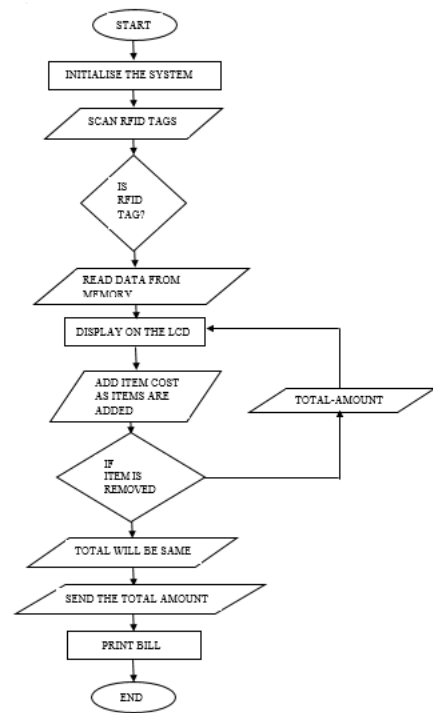 START
INITIALISE THE SYSTEM
SCAN RFID TAGS
IS
RFID
TAG?
READ DATA FROM
MEMORY
DISPLAY ON THE LCD
ADD ITEM COST
AS ITEMS ARE
ADDED
TOTAL-AMOUNT
IF
ITEM IS
REMOVED
TOTAL WILL BE SAME
SEND THE TOTAL AMOUNT
PRINT BILL
END